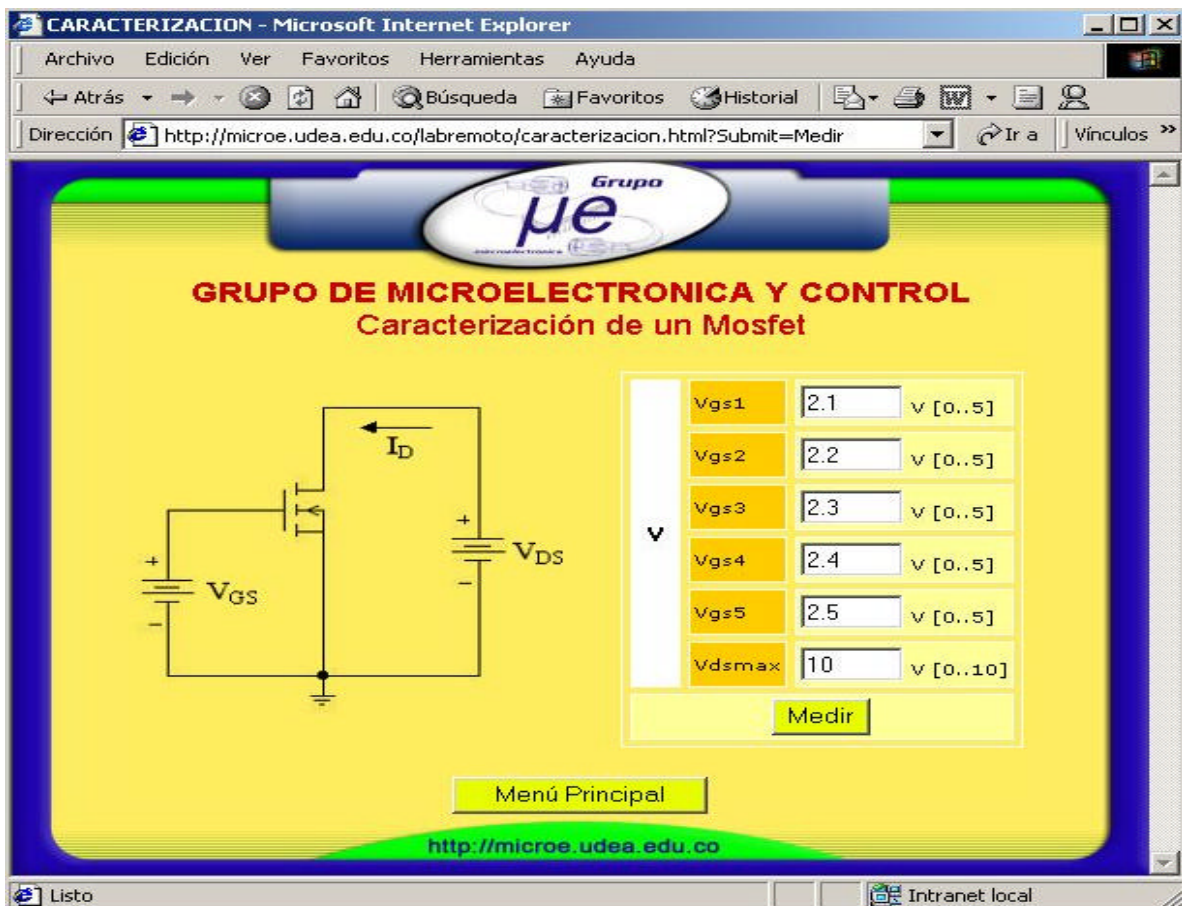 CARACTERIZACION - Microsoft Internet Explorer
Archivo Edición Ver Favoritos Herramientas Ayuda
Atrás Búsqueda Favoritos Historial
Dirección http://microe.udea.edu.co/labremoto/caracterizacion.html?Submit=Medir Ir a Vínculos »
Grupo
µe
microelectronica
GRUPO DE MICROELECTRONICA Y CONTROL
Caracterización de un Mosfet
I_D
+
V_DS
-
+
V_GS
-
V
Vgs1 2.1 V [0..5]
Vgs2 2.2 V [0..5]
Vgs3 2.3 V [0..5]
Vgs4 2.4 V [0..5]
Vgs5 2.5 V [0..5]
Vdsmax 10 V [0..10]
Medir
Menú Principal
http://microe.udea.edu.co
Listo Intranet local